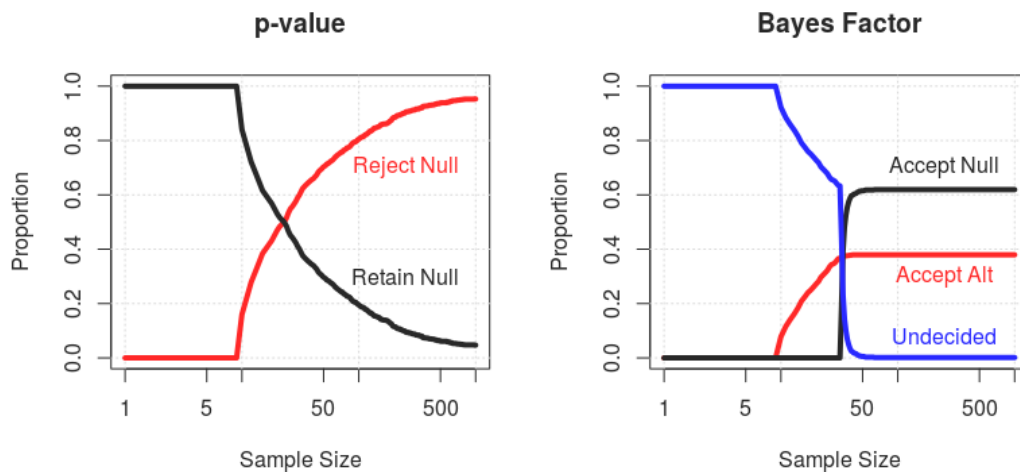 p-value
Proportion
1.0
0.8
0.6
0.4
0.2
0.0
Reject Null
Retain Null
1 5 50 500
Sample Size
Bayes Factor
Proportion
1.0
0.8
0.6
0.4
0.2
0.0
Accept Null
Accept Alt
Undecided
1 5 50 500
Sample Size